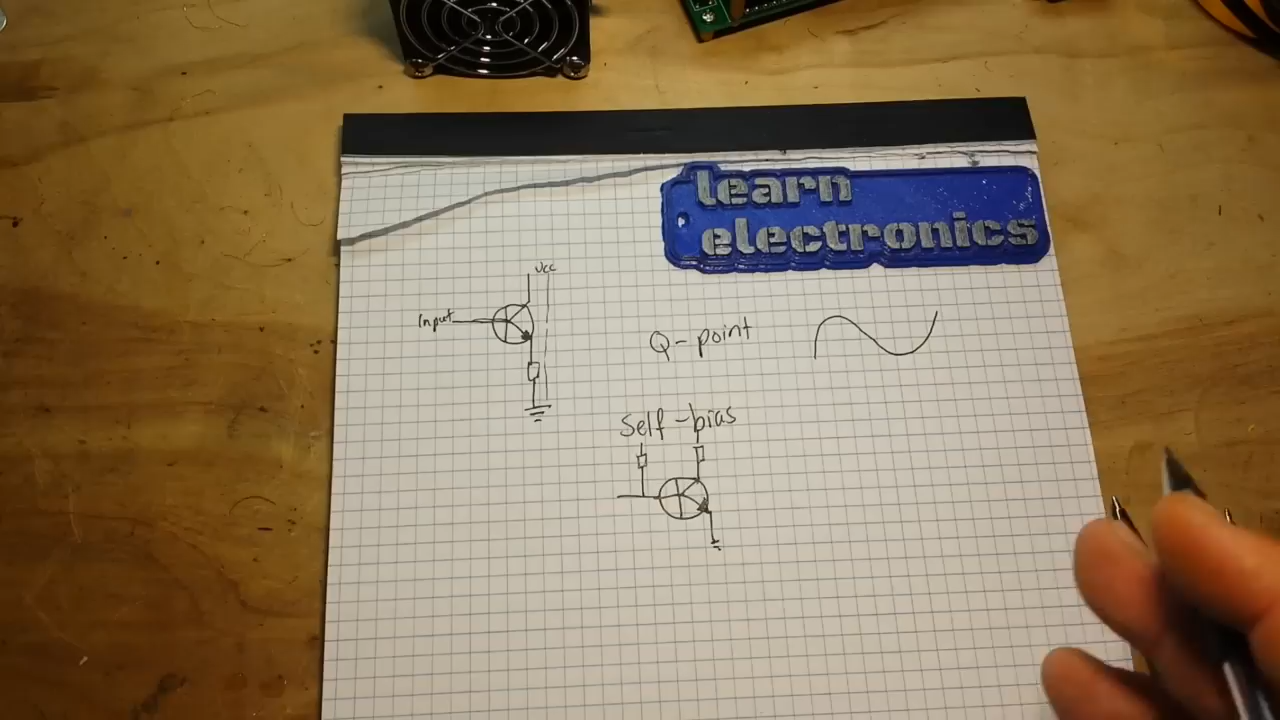 learn
electronics
Vcc
Input
Q-point
Self-bias